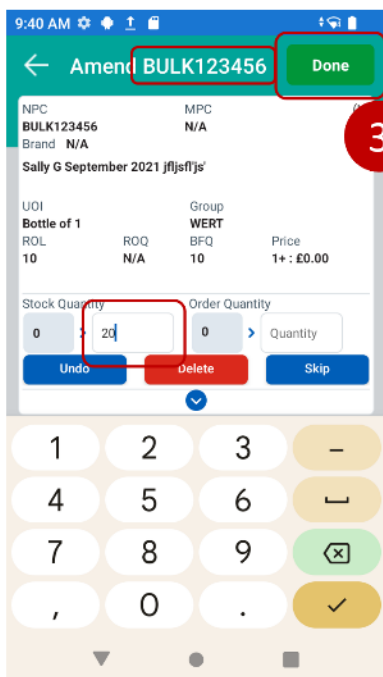 9:40 AM
Amend BULK123456 Done
NPC MPC
BULK123456 N/A
Brand N/A
3
Sally G September 2021 jfljsfl'js'
UOI Group
Bottle of 1 WERT
ROL ROQ BFQ Price
10 N/A 10 1+ : £0.00
Stock Quantity Order Quantity
0 > 20 0 > Quantity
Undo Delete Skip
1 2 3 –
4 5 6
7 8 9
, 0 .